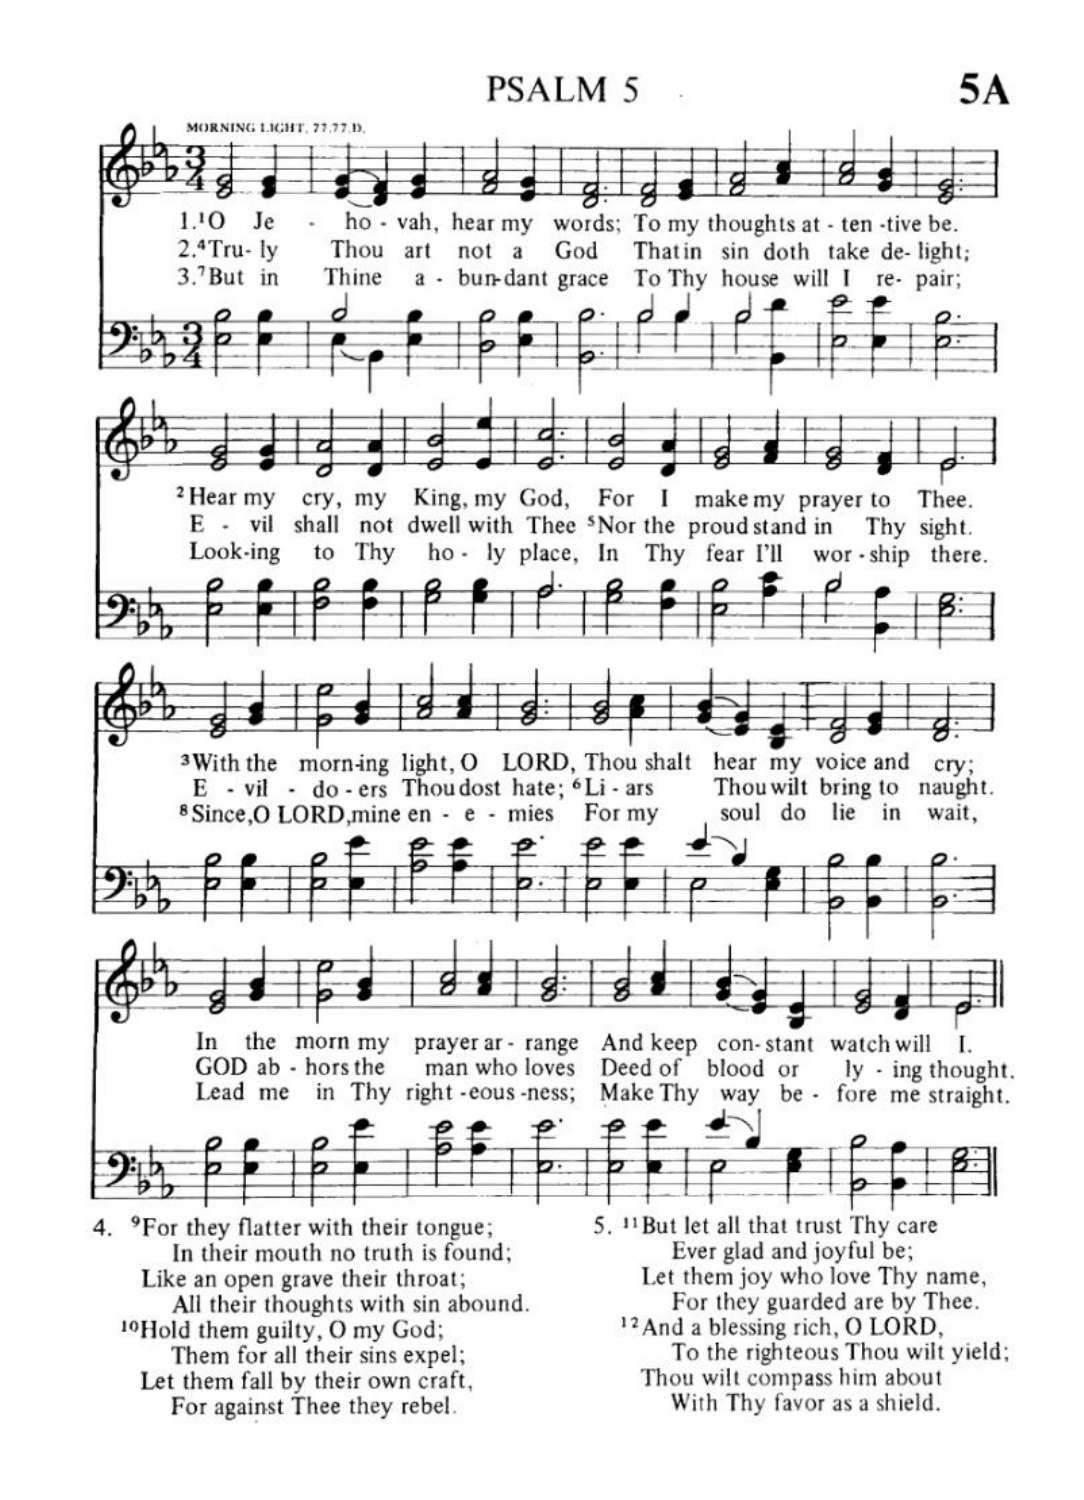 PSALM 5 5A
MORNING LIGHT, 77.77.D.
3 4
1.¹O Je - ho - vah, hear my words; To my thoughts at - ten -tive be.
2.⁴Tru- ly Thou art not a God That in sin doth take de- light;
3.⁷But in Thine a - bun-dant grace To Thy house will I re- pair;
3 4
²Hear my cry, my King, my God, For I make my prayer to Thee.
E - vil shall not dwell with Thee ⁵Nor the proud stand in Thy sight.
Look-ing to Thy ho - ly place, In Thy fear I'll wor - ship there.
³With the morn-ing light, O LORD, Thou shalt hear my voice and cry;
E - vil - do - ers Thou dost hate; ⁶Li - ars Thou wilt bring to naught.
⁸Since, O LORD, mine en - e - mies For my soul do lie in wait,
In the morn my prayer ar - range And keep con- stant watch will I.
GOD ab - hors the man who loves Deed of blood or ly - ing thought.
Lead me in Thy right -eous -ness; Make Thy way be - fore me straight.
4. ⁹For they flatter with their tongue;
In their mouth no truth is found;
Like an open grave their throat;
All their thoughts with sin abound.
¹⁰Hold them guilty, O my God;
Them for all their sins expel;
Let them fall by their own craft,
For against Thee they rebel.
5. ¹¹But let all that trust Thy care
Ever glad and joyful be;
Let them joy who love Thy name,
For they guarded are by Thee.
¹²And a blessing rich, O LORD,
To the righteous Thou wilt yield;
Thou wilt compass him about
With Thy favor as a shield.